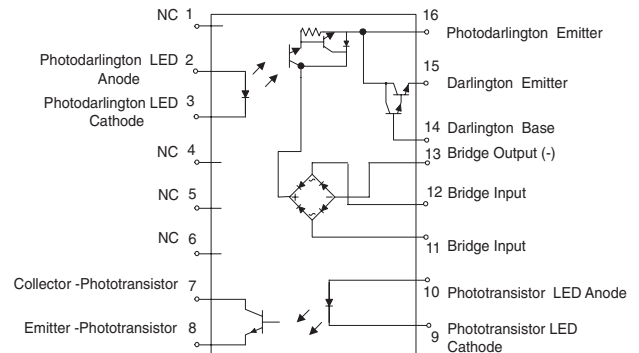 NC 1
Photodarlington LED 2
Anode
Photodarlington LED 3
Cathode
NC 4
NC 5
NC 6
Collector -Phototransistor 7
Emitter -Phototransistor 8
16
Photodarlington Emitter
15
Darlington Emitter
14 Darlington Base
13 Bridge Output (-)
12 Bridge Input
11 Bridge Input
10 Phototransistor LED Anode
9 Phototransistor LED
Cathode
+ ~ − ~